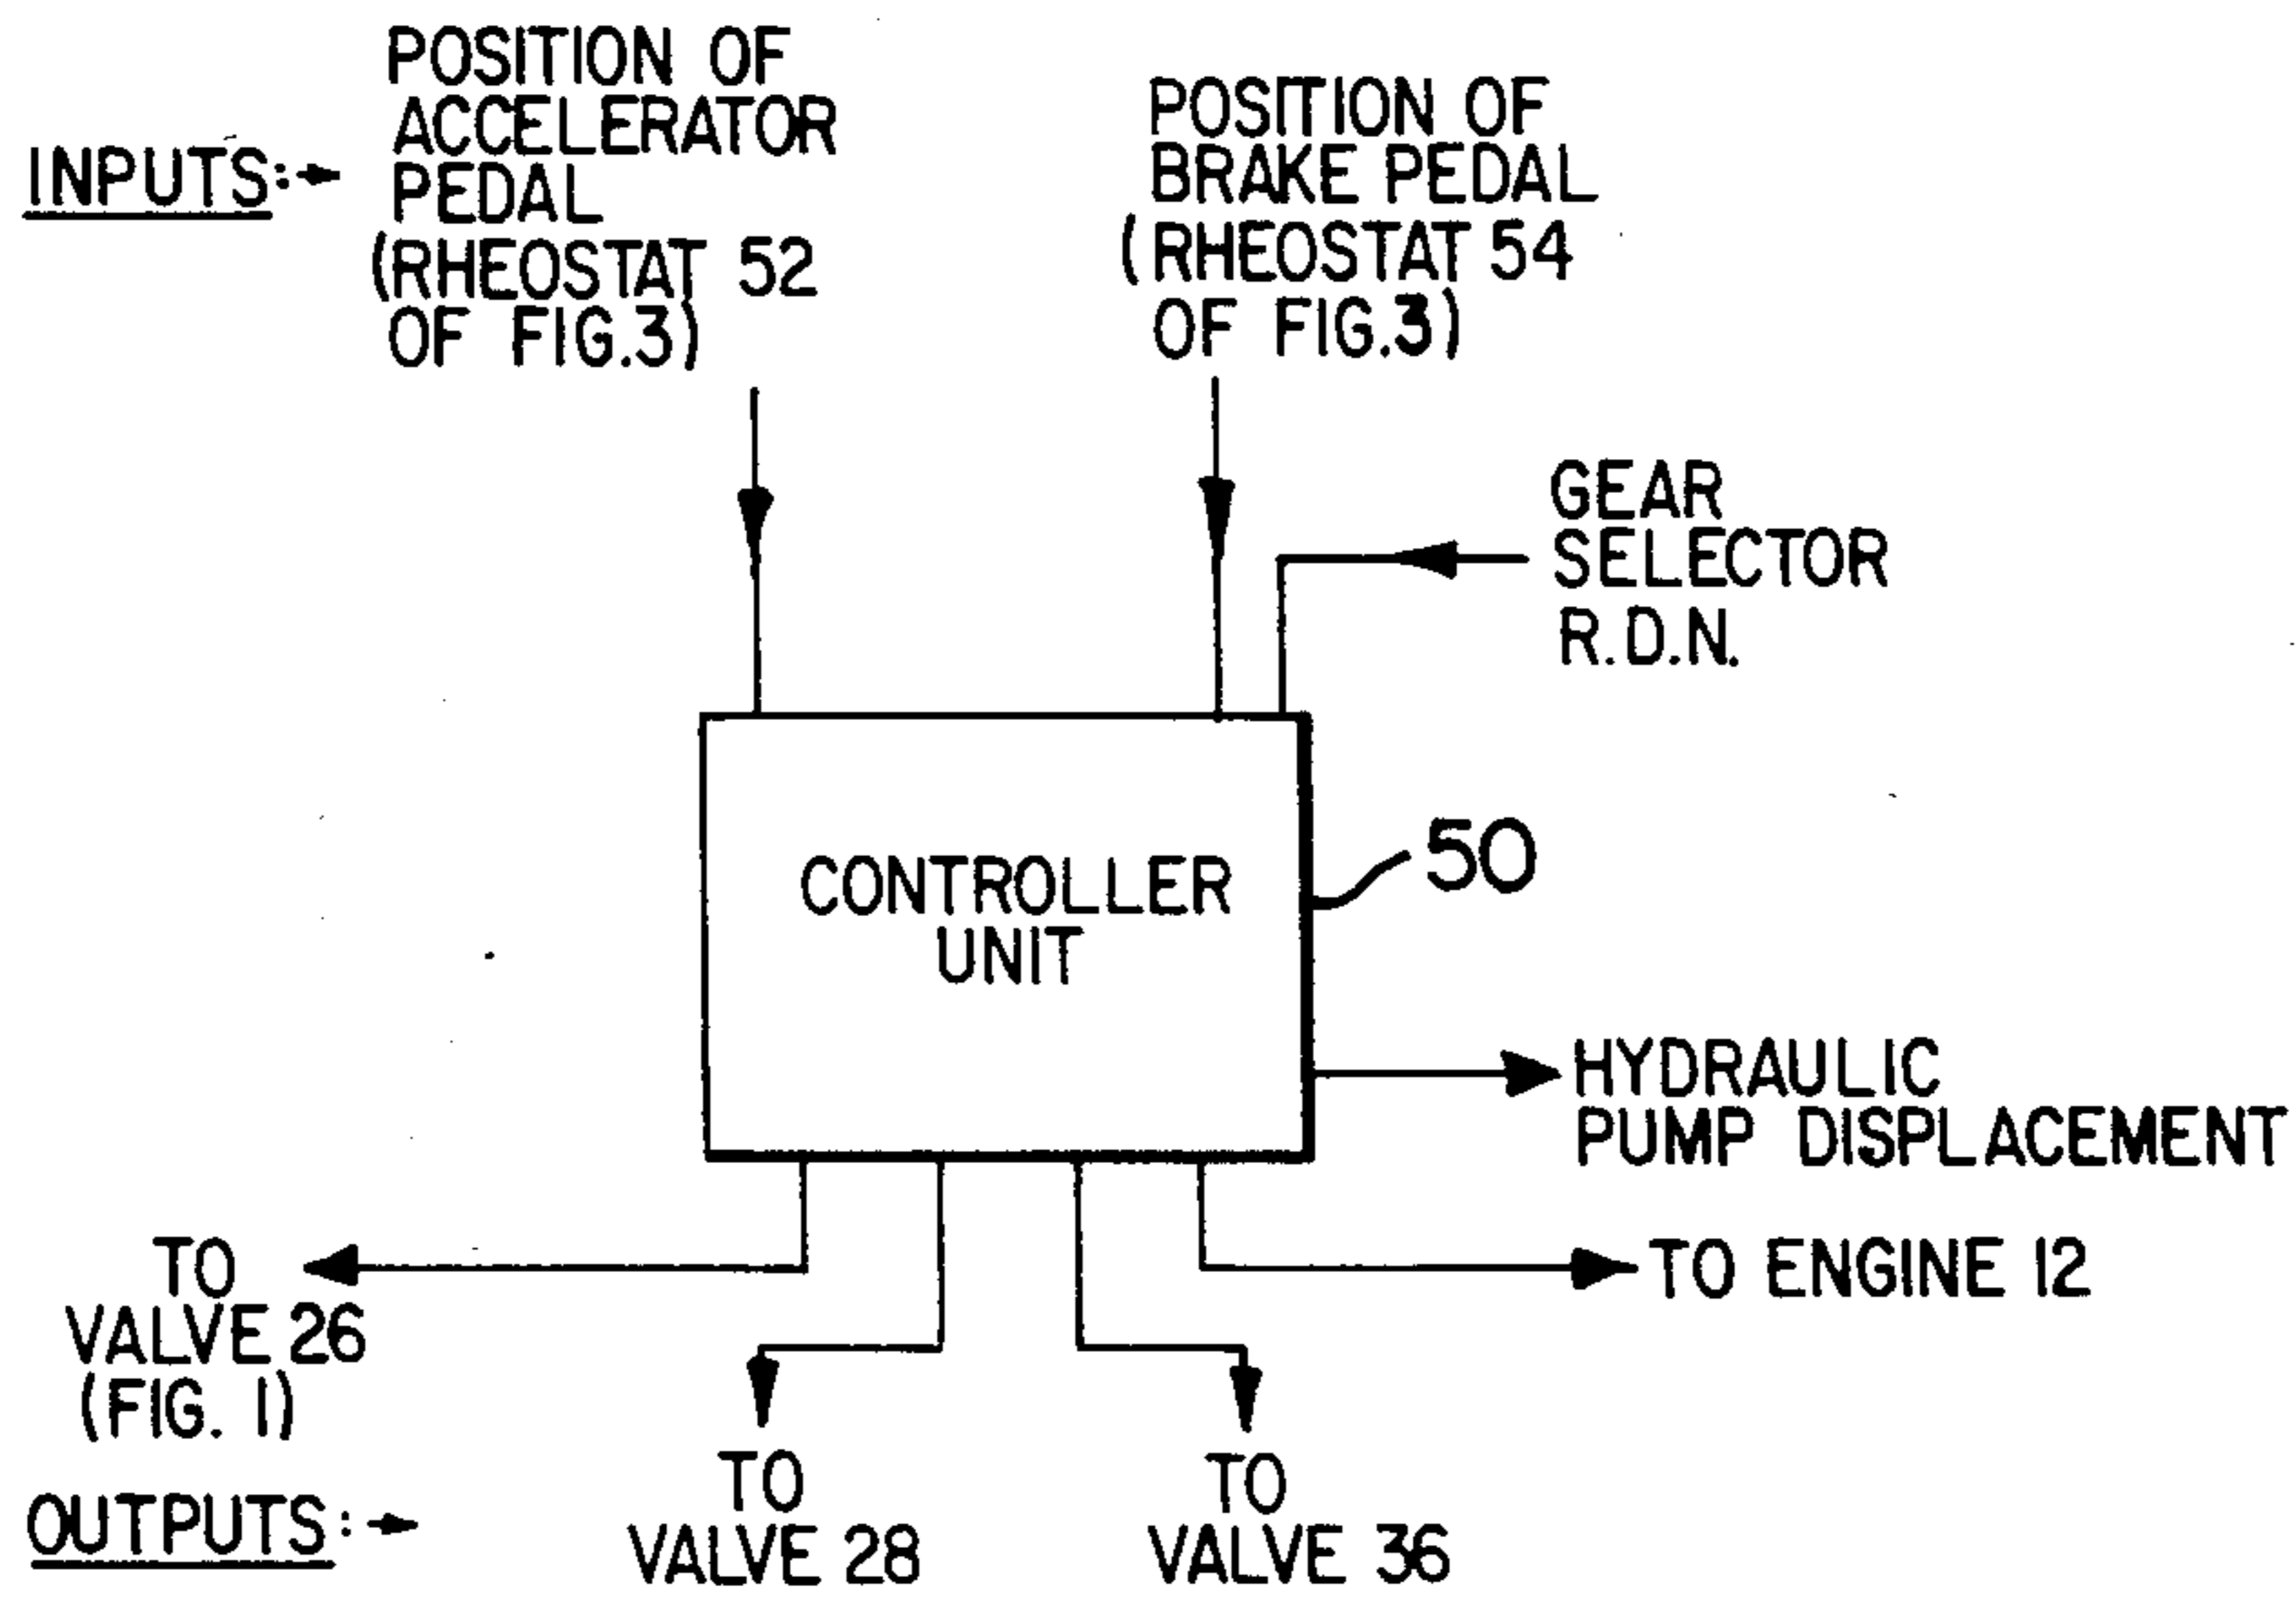 INPUTS:
POSITION OF
ACCELERATOR
PEDAL
(RHEOSTAT 52
OF FIG.3)
POSITION OF
BRAKE PEDAL
(RHEOSTAT 54
OF FIG.3)
GEAR
SELECTOR
R.D.N.
CONTROLLER
UNIT
50
HYDRAULIC
PUMP DISPLACEMENT
TO ENGINE 12
TO
VALVE 26
(FIG. 1)
TO
VALVE 28
TO
VALVE 36
OUTPUTS: